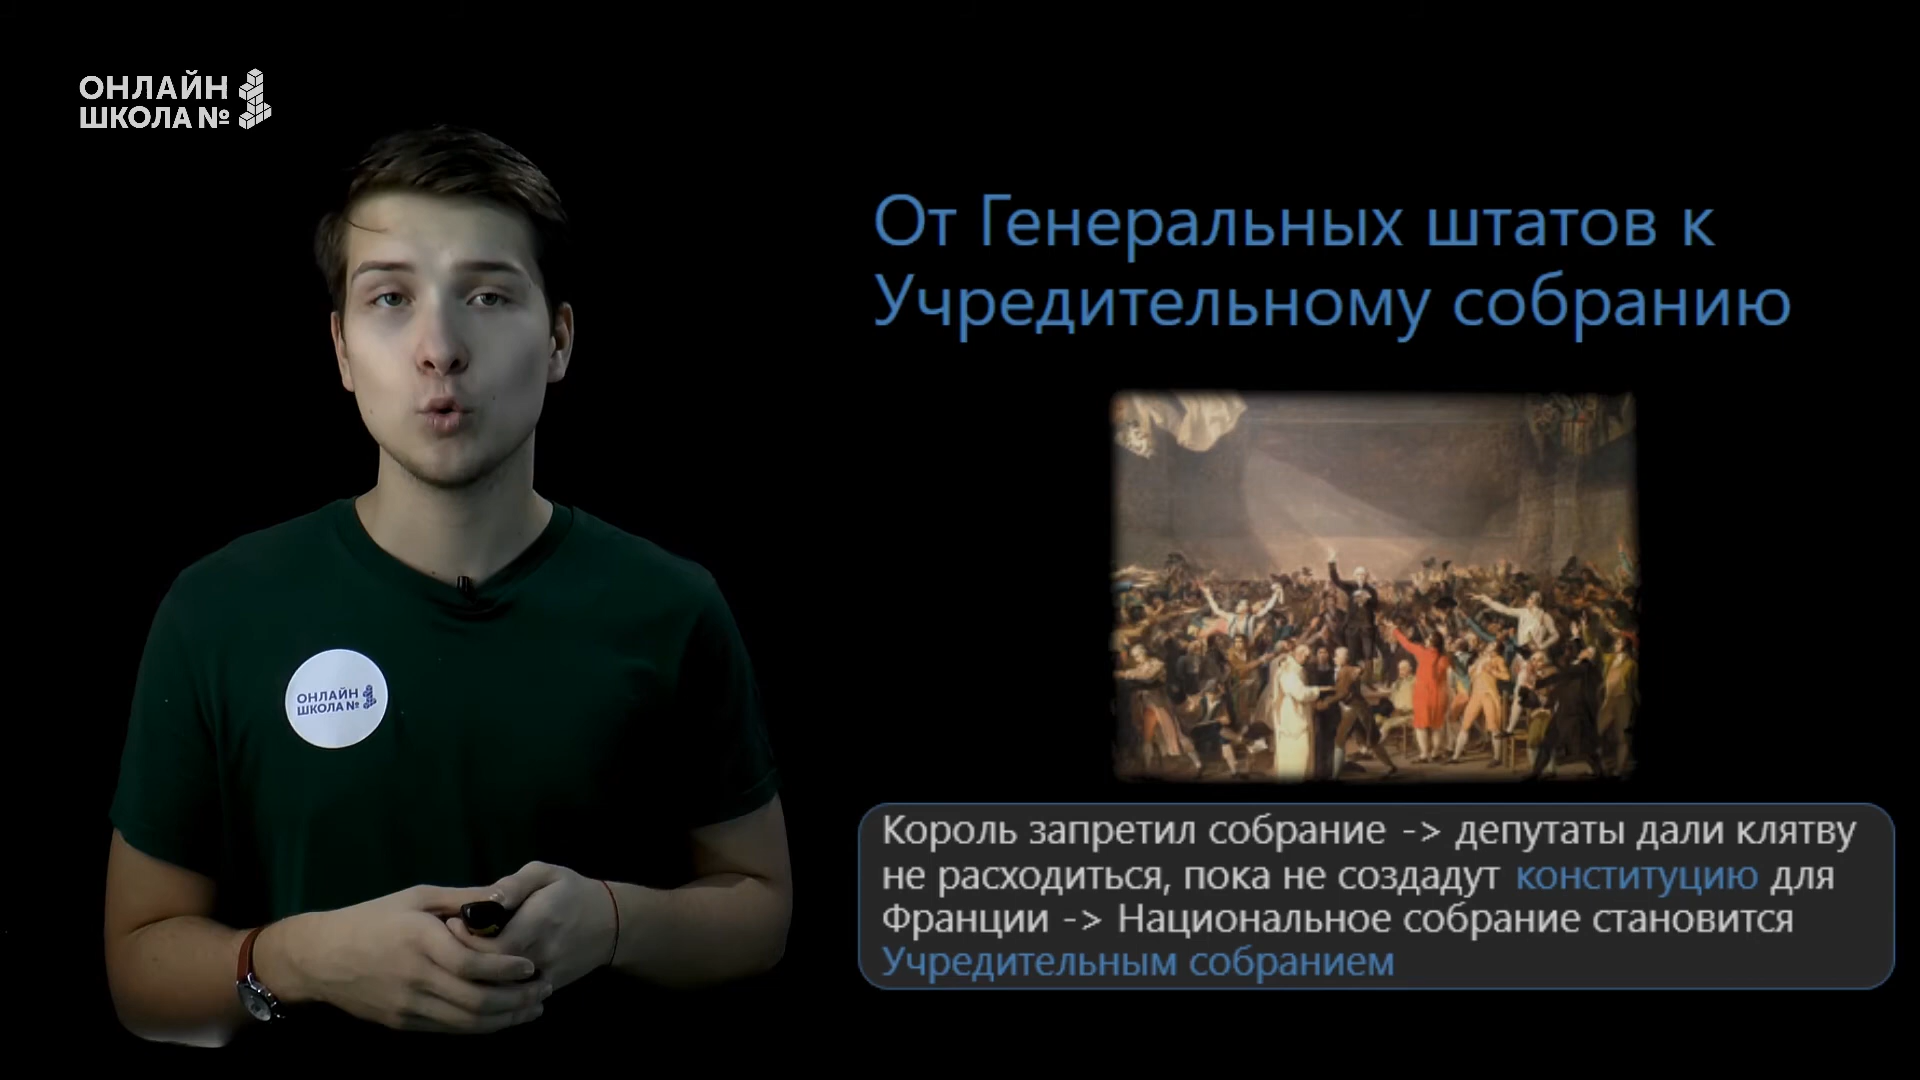 ОНЛАЙН
ШКОЛА №
От Генеральных штатов к
Учредительному собранию
ОНЛАЙН
ШКОЛА №
Король запретил собрание -> депутаты дали клятву
не расходиться, пока не создадут конституцию для
Франции -> Национальное собрание становится
Учредительным собранием